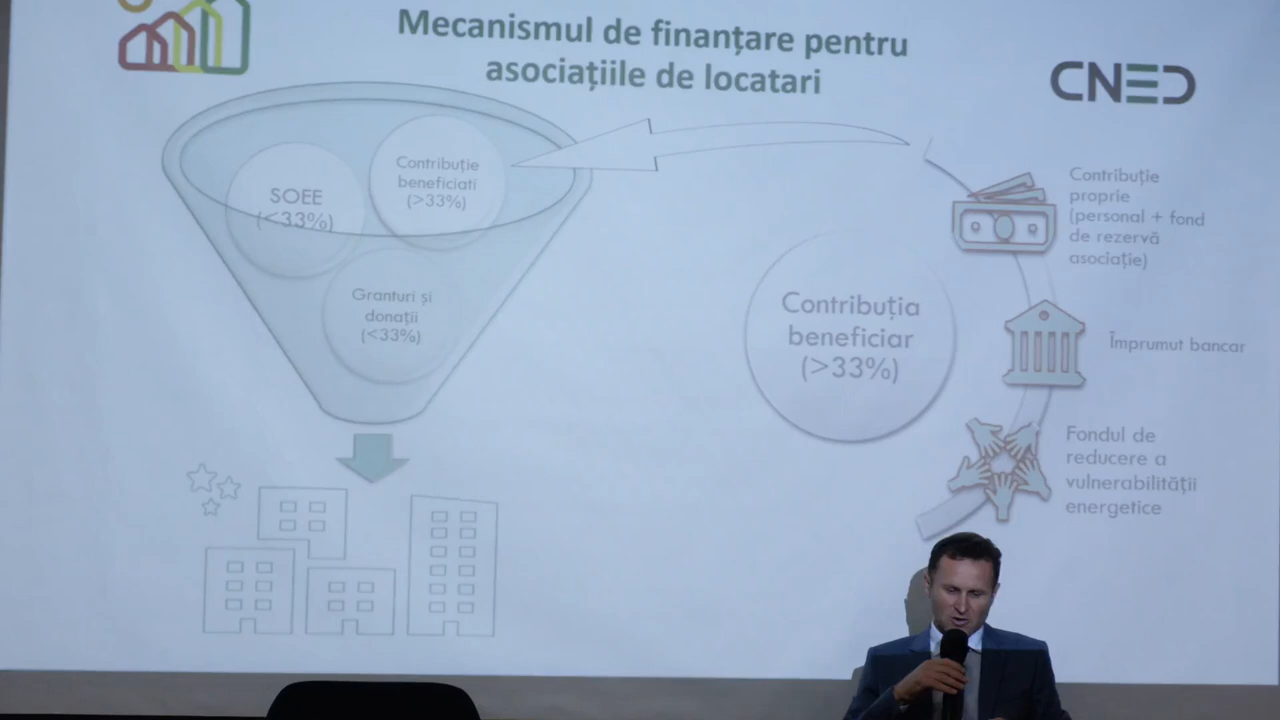 Mecanismul de finanțare pentru
asociațiile de locatari
CNED
SOEE
(<33%)
Contribuție
beneficiati
(>33%)
Granturi și
donații
(<33%)
Contribuția
beneficiar
(>33%)
Contribuție
proprie
(personal + fond
de rezervă
asociație)
Împrumut bancar
Fondul de
reducere a
vulnerabilității
energetice